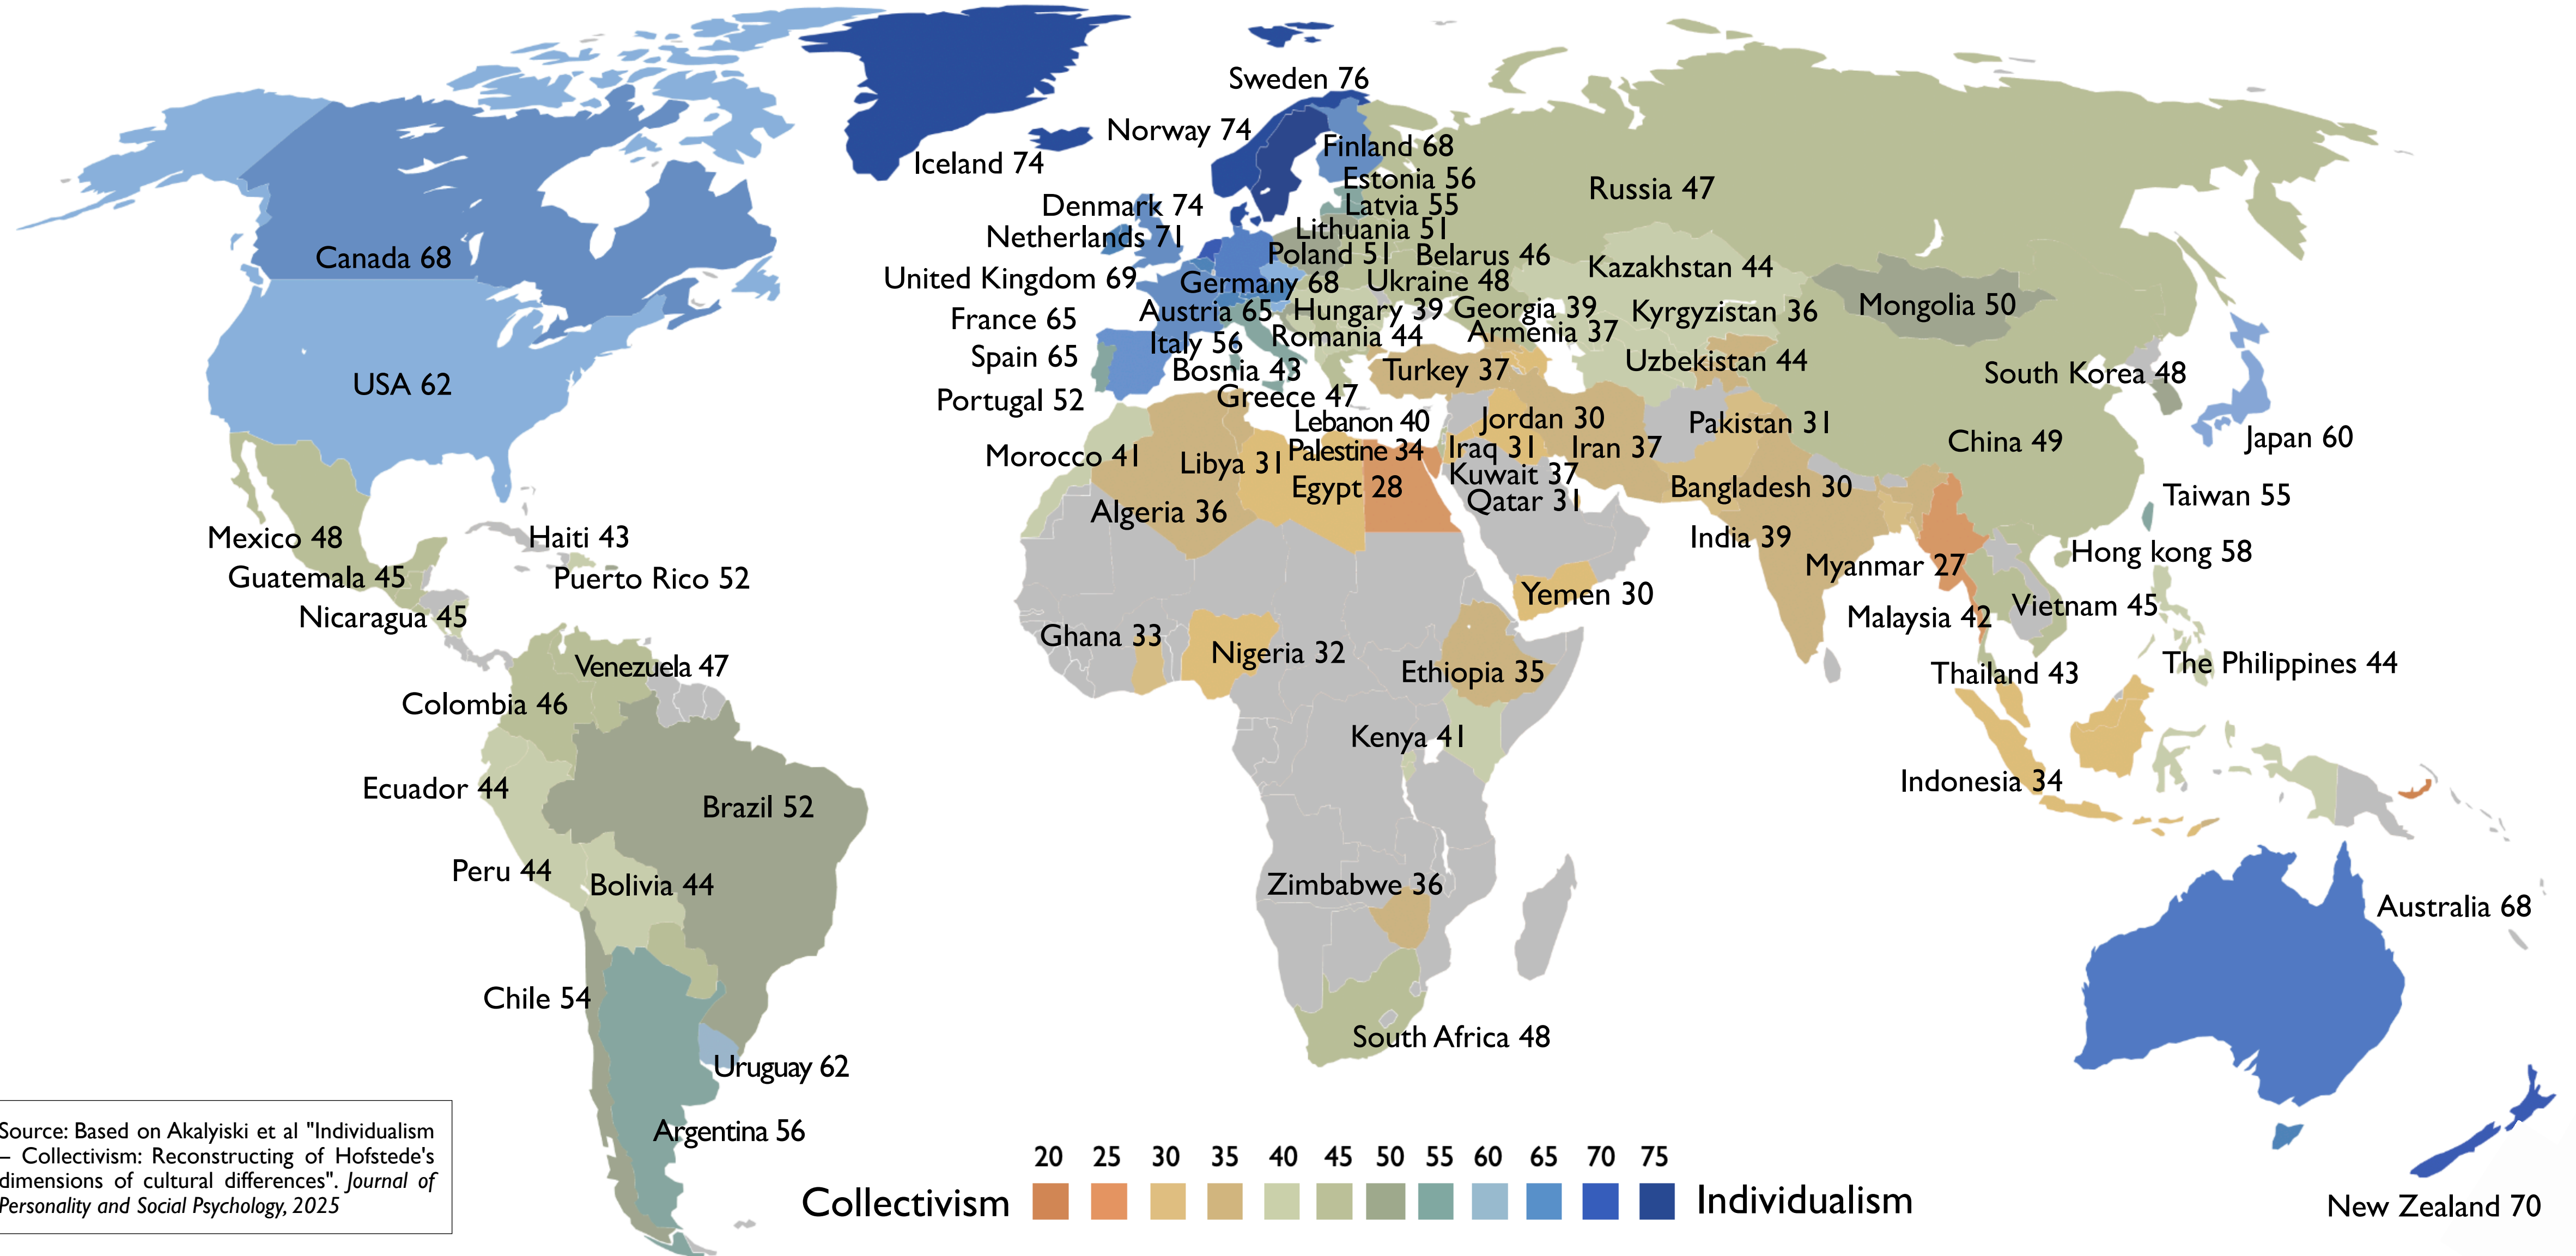 Sweden 76
Norway 74
Finland 68
Iceland 74
Estonia 56
Russia 47
Denmark 74
Latvia 55
Lithuania 51
Netherlands 71
Poland 51
Belarus 46
Canada 68
Kazakhstan 44
United Kingdom 69
Germany 68
Ukraine 48
Mongolia 50
Austria 65
Hungary 39
Georgia 39
Kyrgyzistan 36
France 65
Armenia 37
Italy 56
Romania 44
Spain 65
Uzbekistan 44
Bosnia 43
Turkey 37
South Korea 48
USA 62
Portugal 52
Greece 47
Lebanon 40
Jordan 30
Pakistan 31
Japan 60
China 49
Morocco 41
Libya 31
Palestine 34
Iraq 31
Iran 37
Kuwait 37
Egypt 28
Bangladesh 30
Qatar 31
Taiwan 55
Algeria 36
Mexico 48
Haiti 43
India 39
Hong kong 58
Guatemala 45
Puerto Rico 52
Myanmar 27
Yemen 30
Nicaragua 45
Malaysia 42
Vietnam 45
Ghana 33
Nigeria 32
Venezuela 47
Ethiopia 35
Thailand 43
The Philippines 44
Colombia 46
Kenya 41
Ecuador 44
Indonesia 34
Brazil 52
Peru 44
Bolivia 44
Zimbabwe 36
Australia 68
Chile 54
South Africa 48
Uruguay 62
Argentina 56
New Zealand 70
Source: Based on Akalyiski et al "Individualism
– Collectivism: Reconstructing of Hofstede's
dimensions of cultural differences". Journal of
Personality and Social Psychology, 2025
20 25 30 35 40 45 50 55 60 65 70 75
Collectivism
Individualism